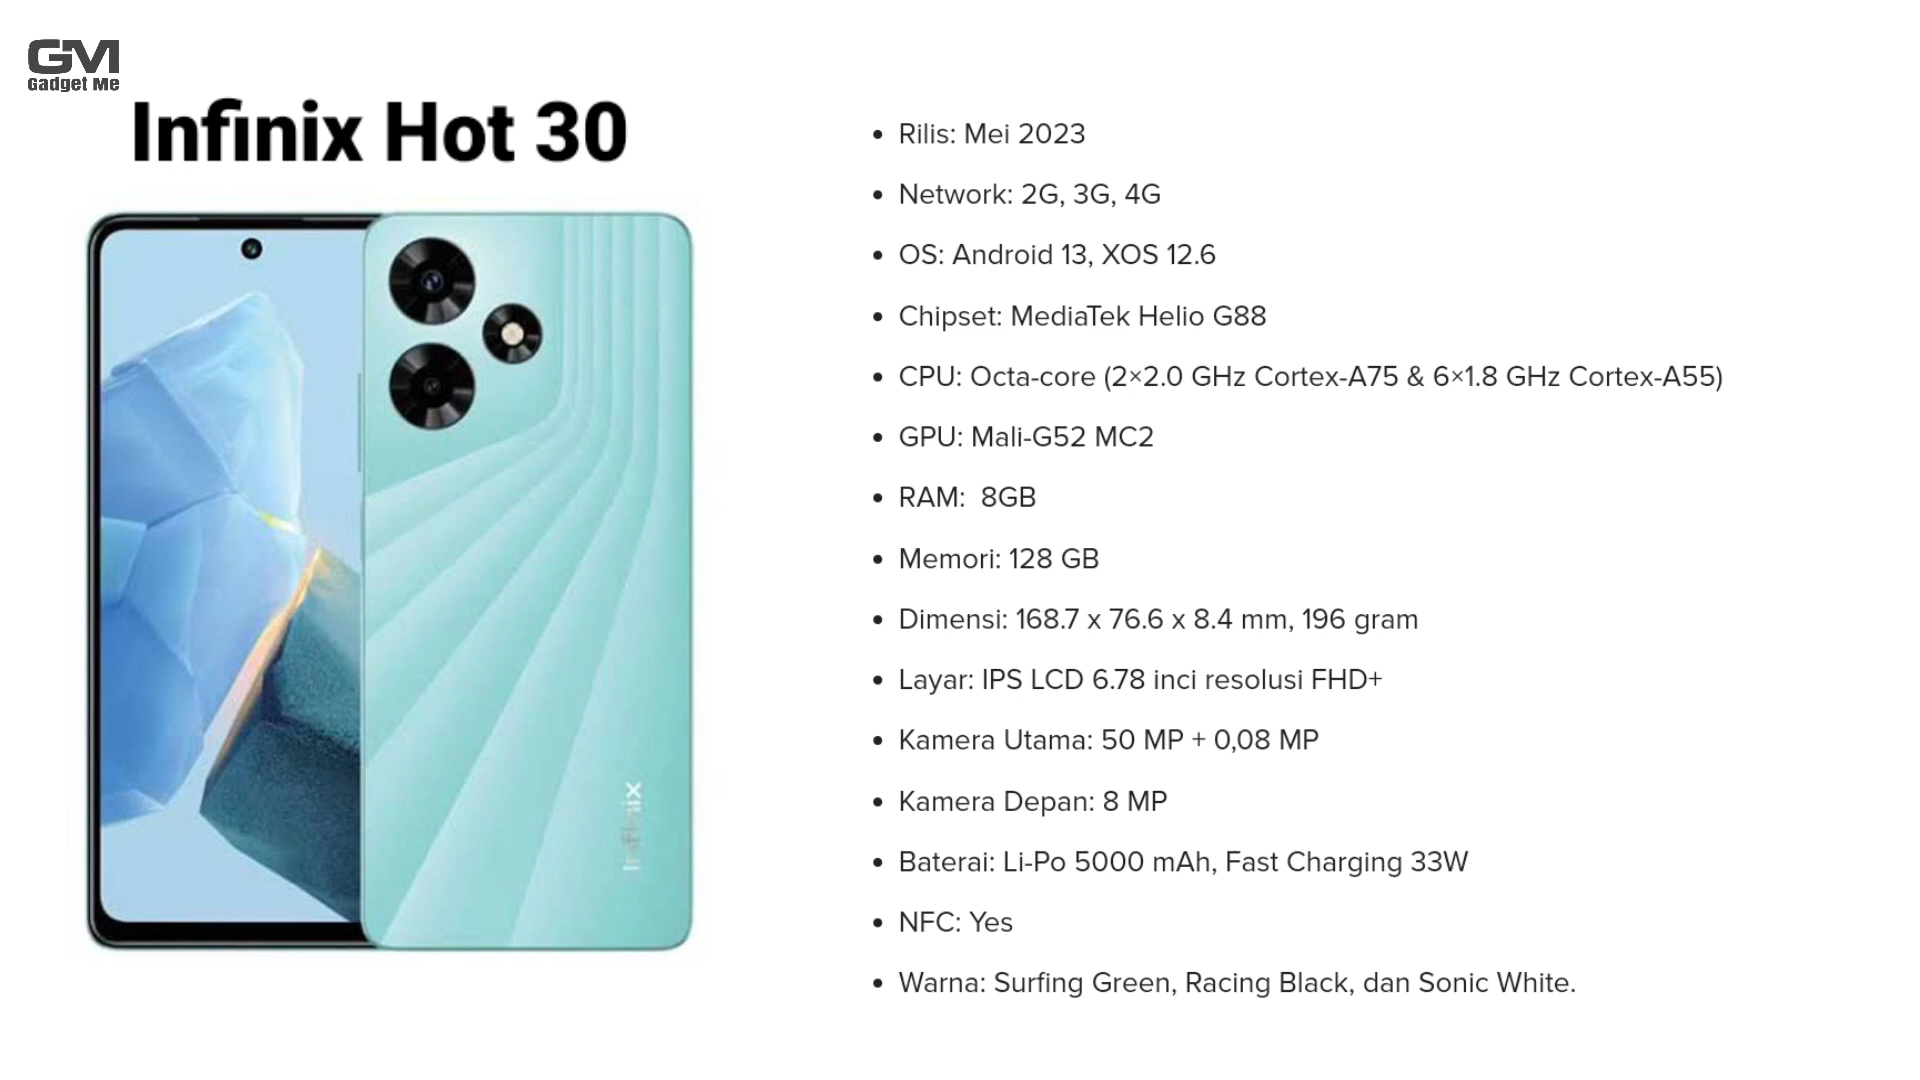 GM
Gadget Me
Infinix Hot 30
Infinix
• Rilis: Mei 2023
• Network: 2G, 3G, 4G
• OS: Android 13, XOS 12.6
• Chipset: MediaTek Helio G88
• CPU: Octa-core (2×2.0 GHz Cortex-A75 & 6×1.8 GHz Cortex-A55)
• GPU: Mali-G52 MC2
• RAM:  8GB
• Memori: 128 GB
• Dimensi: 168.7 x 76.6 x 8.4 mm, 196 gram
• Layar: IPS LCD 6.78 inci resolusi FHD+
• Kamera Utama: 50 MP + 0,08 MP
• Kamera Depan: 8 MP
• Baterai: Li-Po 5000 mAh, Fast Charging 33W
• NFC: Yes
• Warna: Surfing Green, Racing Black, dan Sonic White.